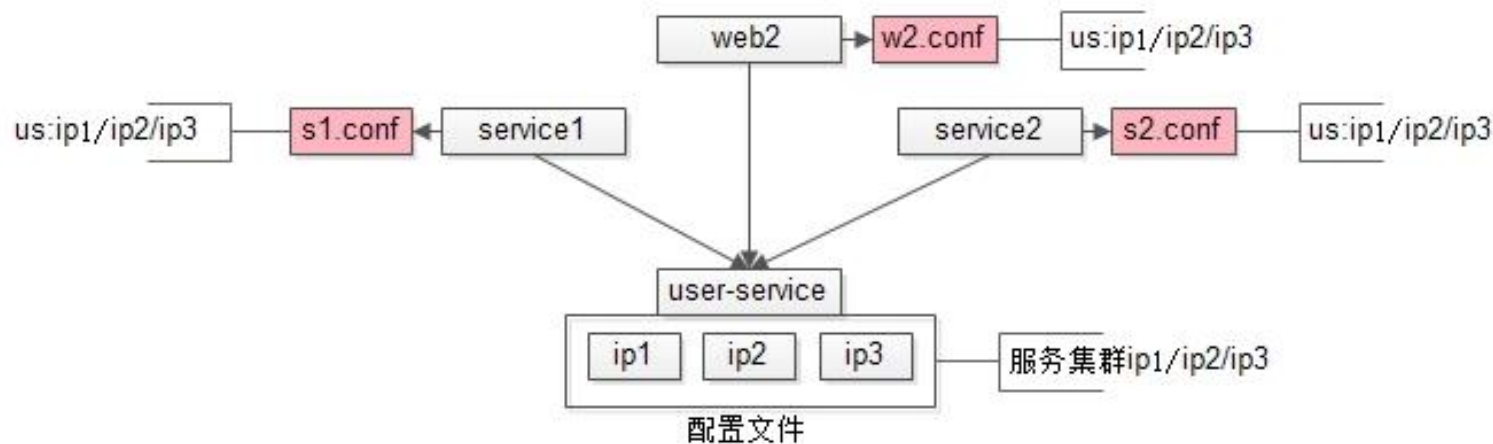 web2
w2.conf
us:ip1/ip2/ip3
us:ip1/ip2/ip3
s1.conf
service1
service2
s2.conf
us:ip1/ip2/ip3
user-service
ip1
ip2
ip3
服务集群ip1/ip2/ip3
配置文件